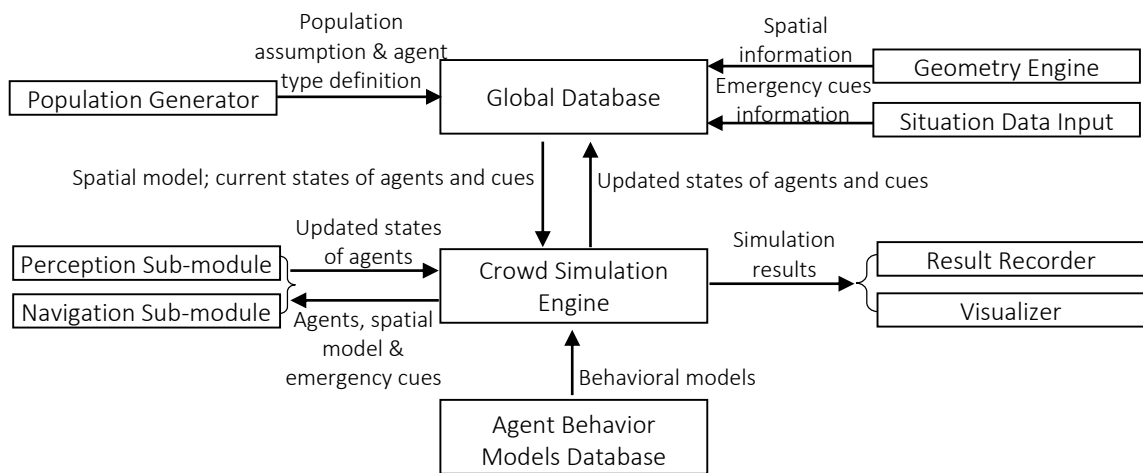 Population
assumption & agent
type definition
Spatial
information
Geometry Engine
Population Generator
Global Database
Emergency cues
information
Situation Data Input
Spatial model; current states of agents and cues
Updated states of agents and cues
Updated states
of agents
Simulation
results
Perception Sub-module
Navigation Sub-module
Crowd Simulation
Engine
Result Recorder
Visualizer
Agents, spatial
model &
emergency cues
Behavioral models
Agent Behavior
Models Database